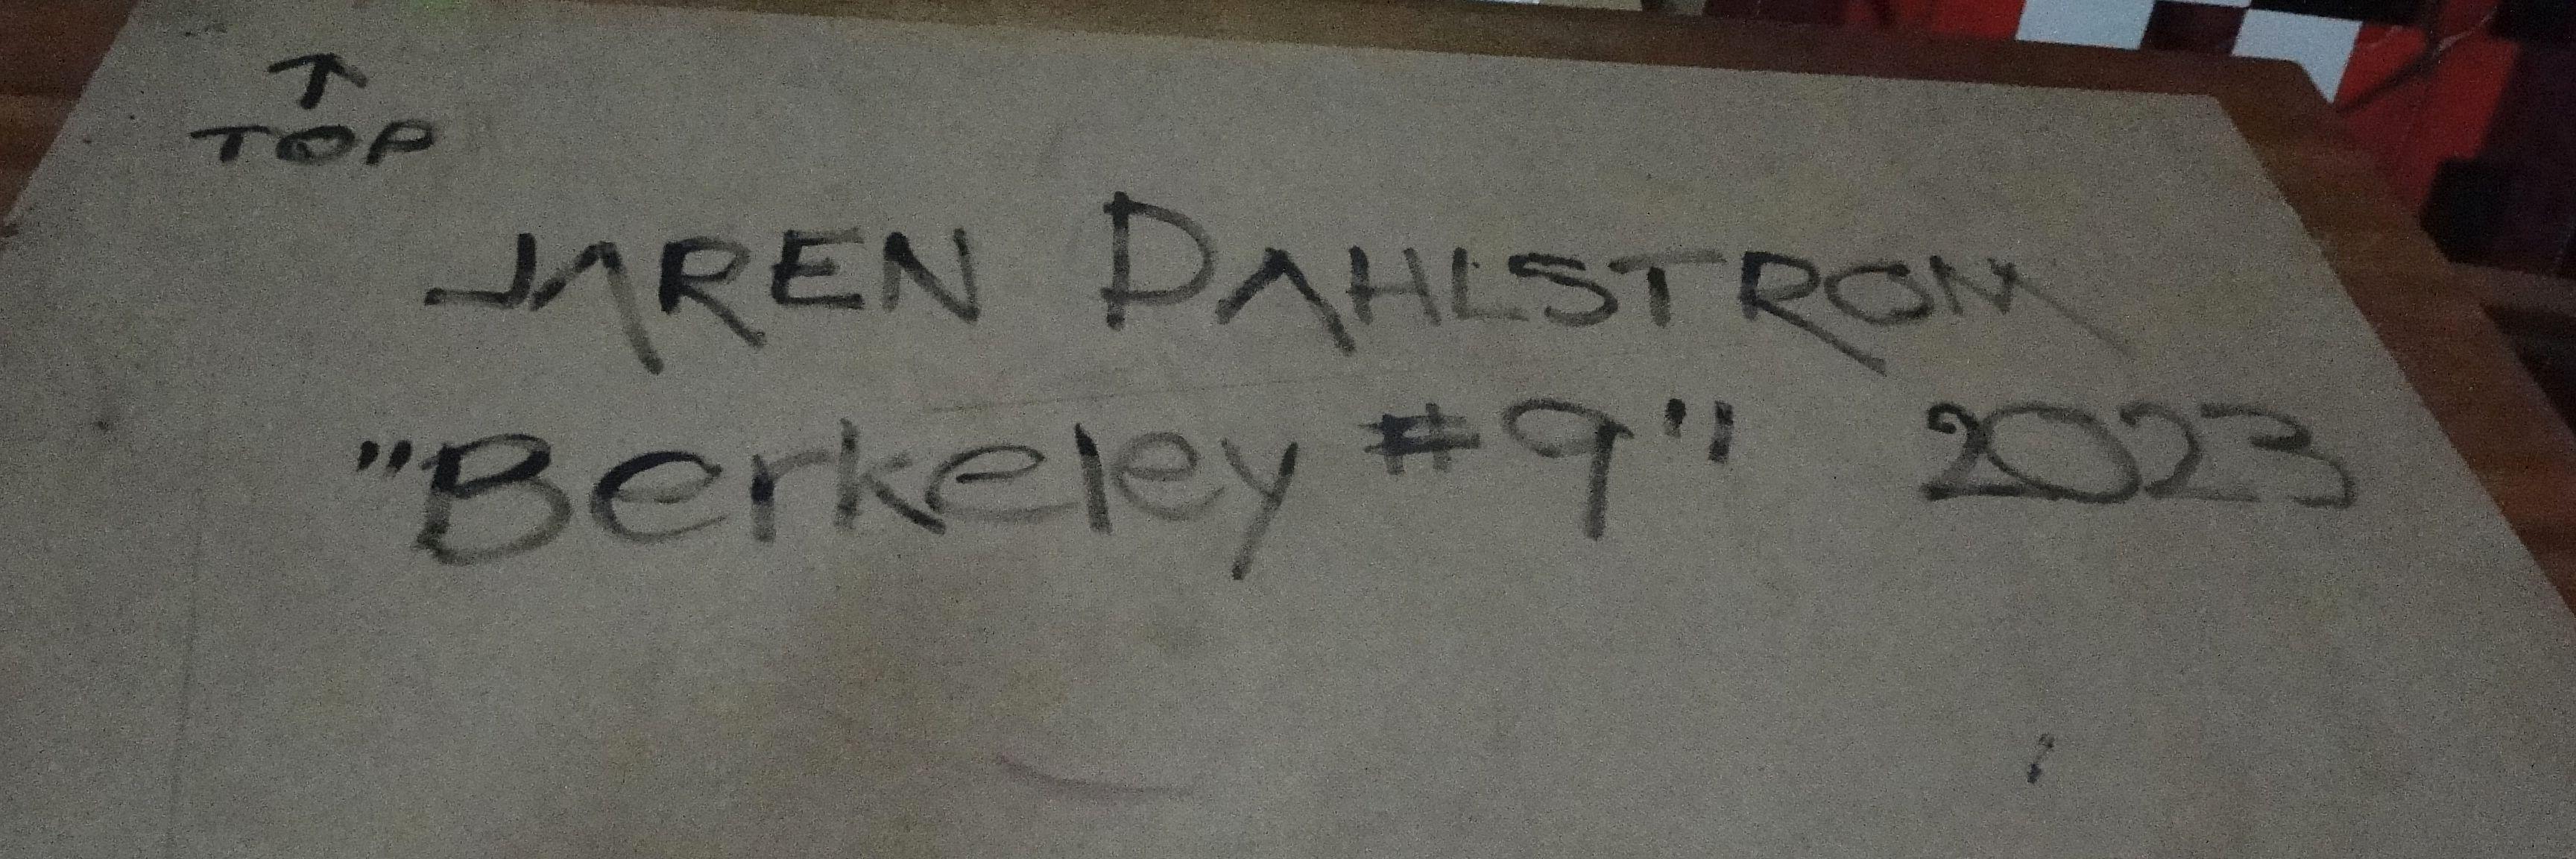 ↑
TOP
JAREN DAHLSTROM
"Berkeley #9" 2023